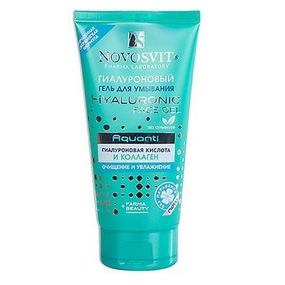 NOVOSVIT®
PHARMA LABORATORY
ГИАЛУРОНОВЫЙ
ГЕЛЬ ДЛЯ УМЫВАНИЯ
HYALURONIC
FACE GEL
Aquanti
ГИАЛУРОНОВАЯ КИСЛОТА
И КОЛЛАГЕН
ОЧИЩЕНИЕ И УВЛАЖНЕНИЕ
+ FARMA
BEAUTY